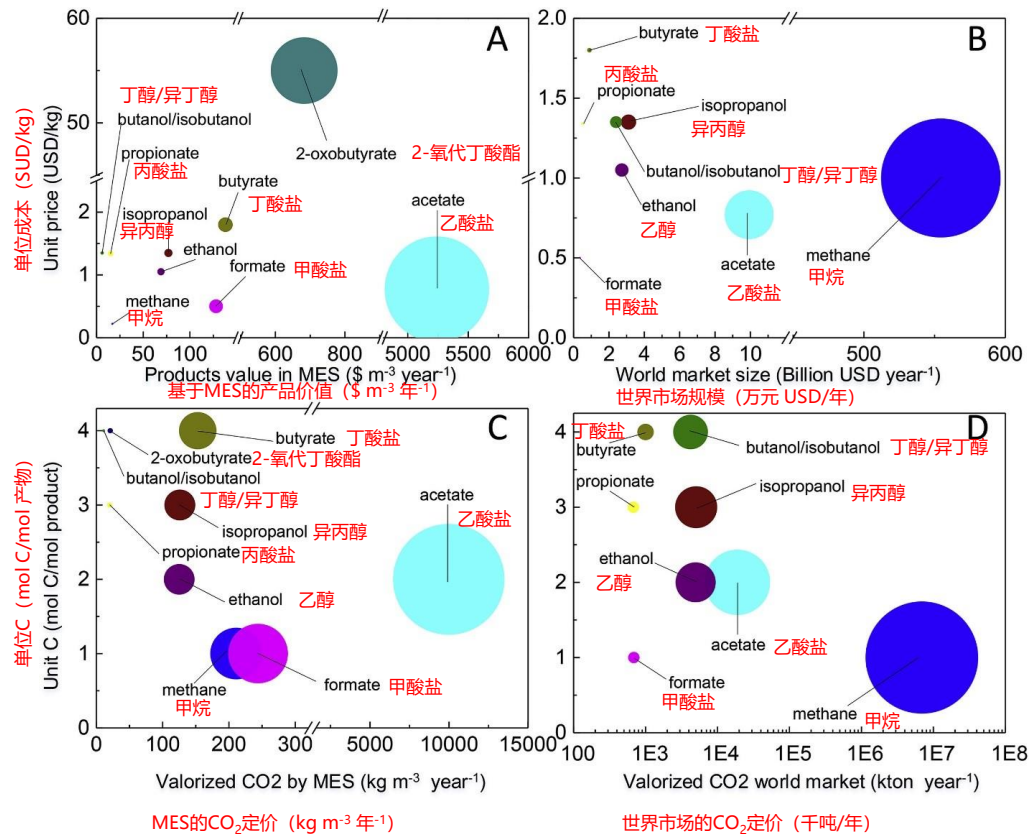 A
单位成本（SUD/kg)
Unit price (USD/kg)
50
2
1
0
丁醇/异丁醇
butanol/isobutanol
propionate
丙酸盐
isopropanol
异丙醇
butyrate
丁酸盐
ethanol
formate 甲酸盐
methane
甲烷
2-oxobutyrate 2-氧代丁酸酯
acetate
乙酸盐
0 50 100 600 800 5000 5500 6000
Products value in MES ($ m-3 year-1)
基于MES的产品价值（$ m-3 年-1）
B
2.0
1.5
1.0
0.5
0.0
butyrate 丁酸盐
丙酸盐
propionate
isopropanol
异丙醇
butanol/isobutanol 丁醇/异丁醇
ethanol
乙醇
acetate
乙酸盐
methane
甲烷
formate
甲酸盐
0 2 4 6 8 10 500 600
World market size (Billion USD year-1)
世界市场规模（万元 USD/年）
C
单位C（mol C/mol 产物)
Unit C (mol C/mol product)
4
3
2
1
0
butyrate 丁酸盐
2-oxobutyrate 2-氧代丁酸酯
butanol/isobutanol
丁醇/异丁醇
isopropanol 异丙醇
propionate 丙酸盐
ethanol 乙醇
acetate
乙酸盐
methane
甲烷
formate 甲酸盐
0 100 200 300 5000 10000 15000
Valorized CO2 by MES (kg m-3 year-1)
MES的CO2定价（kg m-3 年-1）
D
4
3
2
1
0
丁酸盐
butyrate
butanol/isobutanol 丁醇/异丁醇
propionate
isopropanol 异丙醇
ethanol
乙醇
acetate 乙酸盐
formate
甲酸盐
methane 甲烷
100 1E3 1E4 1E5 1E6 1E7 1E8
Valorized CO2 world market (kton year-1)
世界市场的CO2定价（千吨/年）